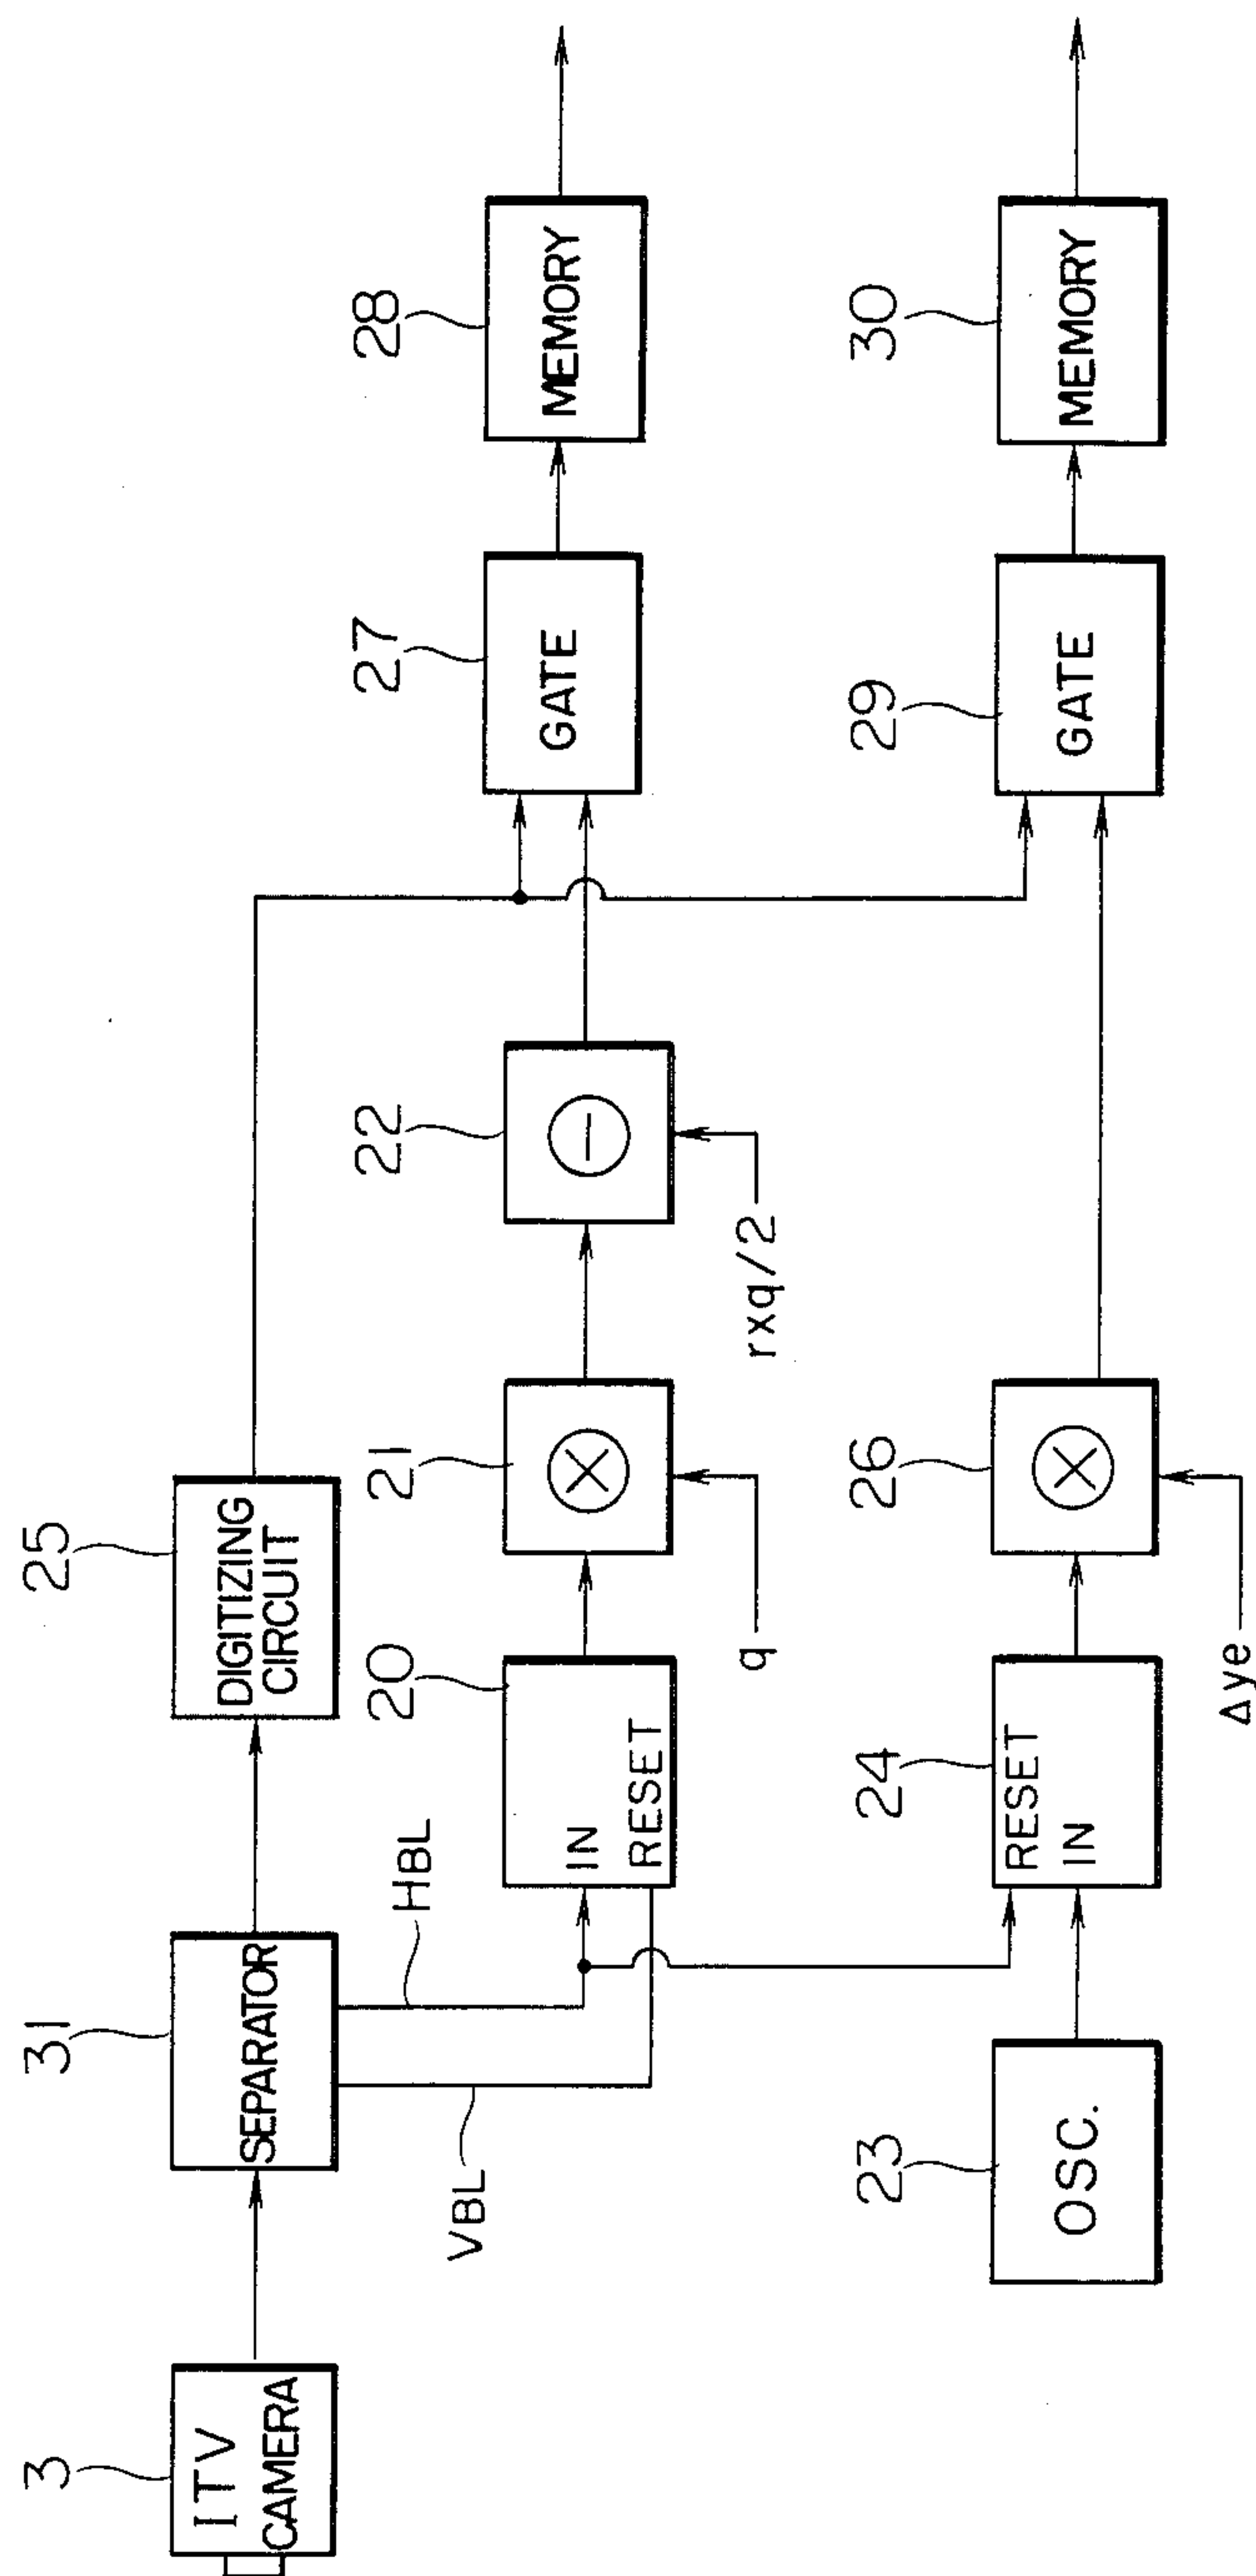 3
ITV
CAMERA
31
SEPARATOR
25
DIGITIZING
CIRCUIT
VBL
HBL
20
IN
RESET
21
q
22
rxq/2
27
GATE
28
MEMORY
23
OSC.
24
RESET
IN
26
Δye
29
GATE
30
MEMORY